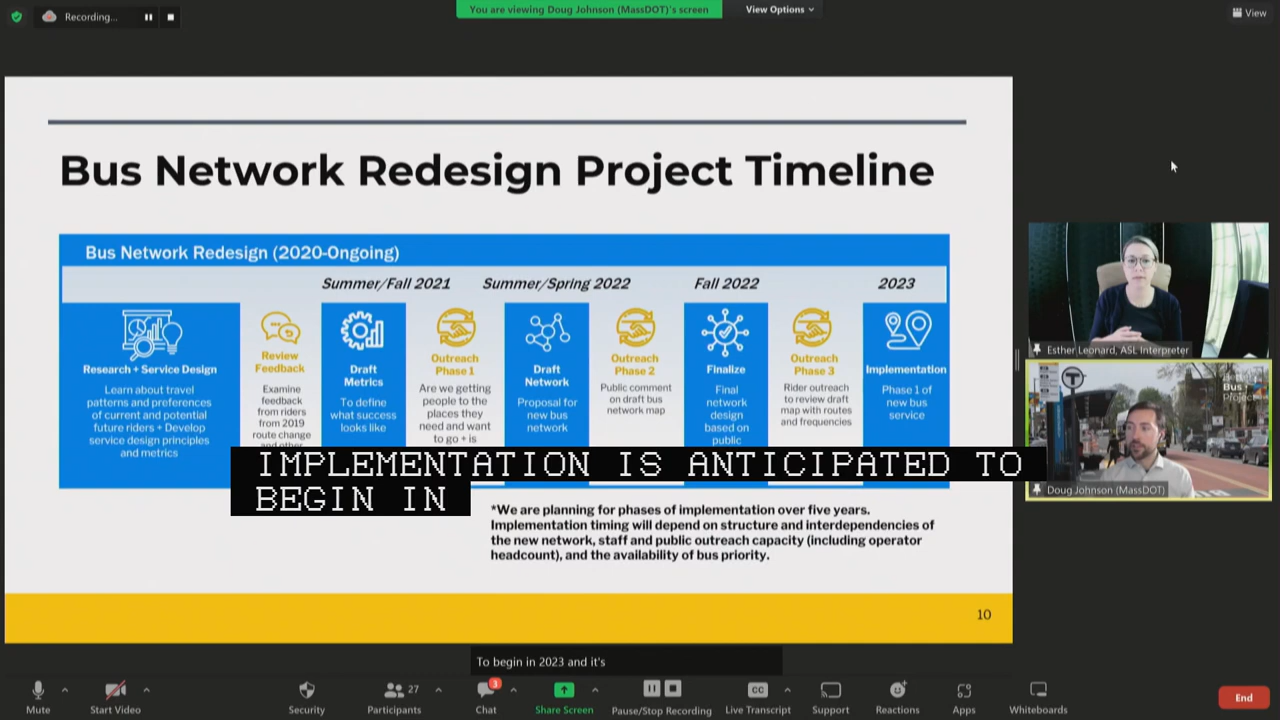 Recording...
You are viewing Doug Johnson (MassDOT)'s screen
View Options
View
Bus Network Redesign Project Timeline
Bus Network Redesign (2020-Ongoing)
Summer/Fall 2021
Summer/Spring 2022
Fall 2022
2023
Research + Service Design
Learn about travel
patterns and preferences
of current and potential
future riders + Develop
service design principles
and metrics
Review
Feedback
Examine
feedback
from riders
from 2019
route change
and other
Draft
Metrics
To define
what success
looks like
Outreach
Phase 1
Are we getting
people to the
places they
need and want
to go + is
Draft
Network
Proposal for
new bus
network
Outreach
Phase 2
Public comment
on draft bus
network map
Finalize
Final
network
design
based on
public
Outreach
Phase 3
Rider outreach
to review draft
map with routes
and frequencies
Implementation
Phase 1 of
new bus
service
IMPLEMENTATION IS ANTICIPATED TO
BEGIN IN
*We are planning for phases of implementation over five years.
Implementation timing will depend on structure and interdependencies of
the new network, staff and public outreach capacity (including operator
headcount), and the availability of bus priority.
10
Esther Leonard, ASL Interpreter
T
Bus
Project
Doug Johnson (MassDOT)
To begin in 2023 and it's
Mute
Start Video
Security
27
Participants
3
Chat
Share Screen
Pause/Stop Recording
CC
Live Transcript
Support
Reactions
Apps
Whiteboards
End